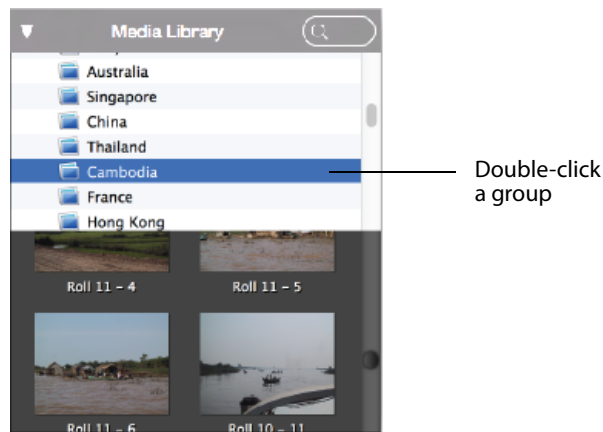 Media Library
Australia
Singapore
China
Thailand
Cambodia
France
Hong Kong
Double-click
a group
Roll 11 – 4
Roll 11 – 5
Roll 11 – 6
Roll 10 – 11